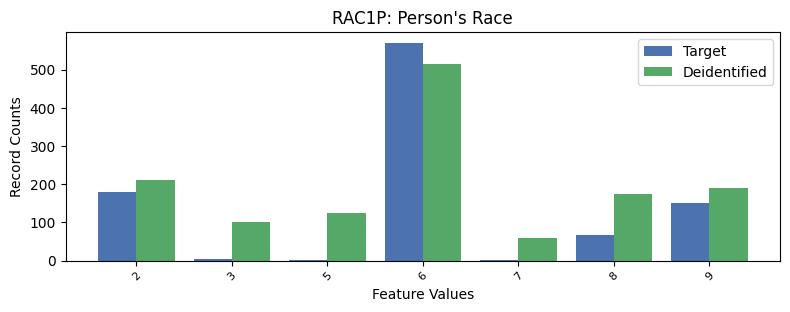 RAC1P: Person's Race
Target
Deidentified
Record Counts
500
400
300
200
100
0
2 3 5 6 7 8 9
Feature Values